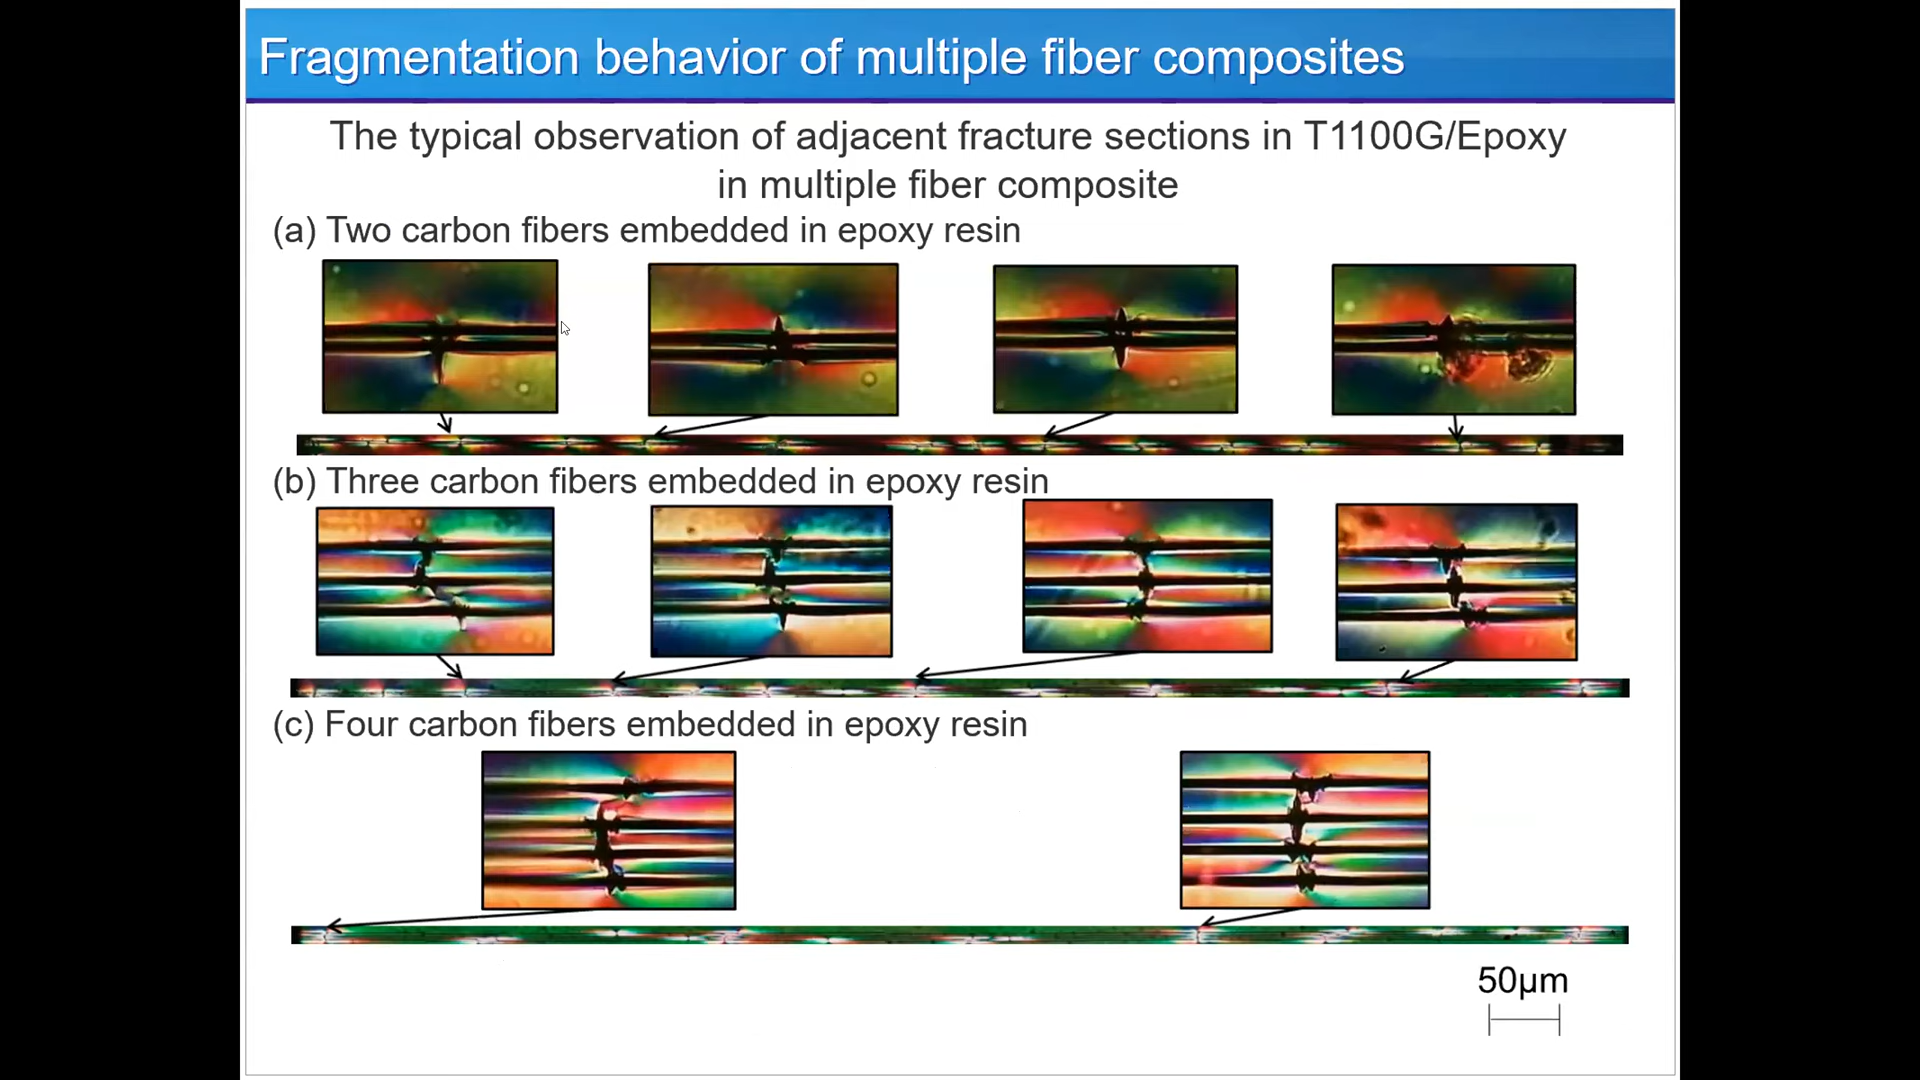 Fragmentation behavior of multiple fiber composites
The typical observation of adjacent fracture sections in T1100G/Epoxy
in multiple fiber composite
(a) Two carbon fibers embedded in epoxy resin
(b) Three carbon fibers embedded in epoxy resin
(c) Four carbon fibers embedded in epoxy resin
50μm